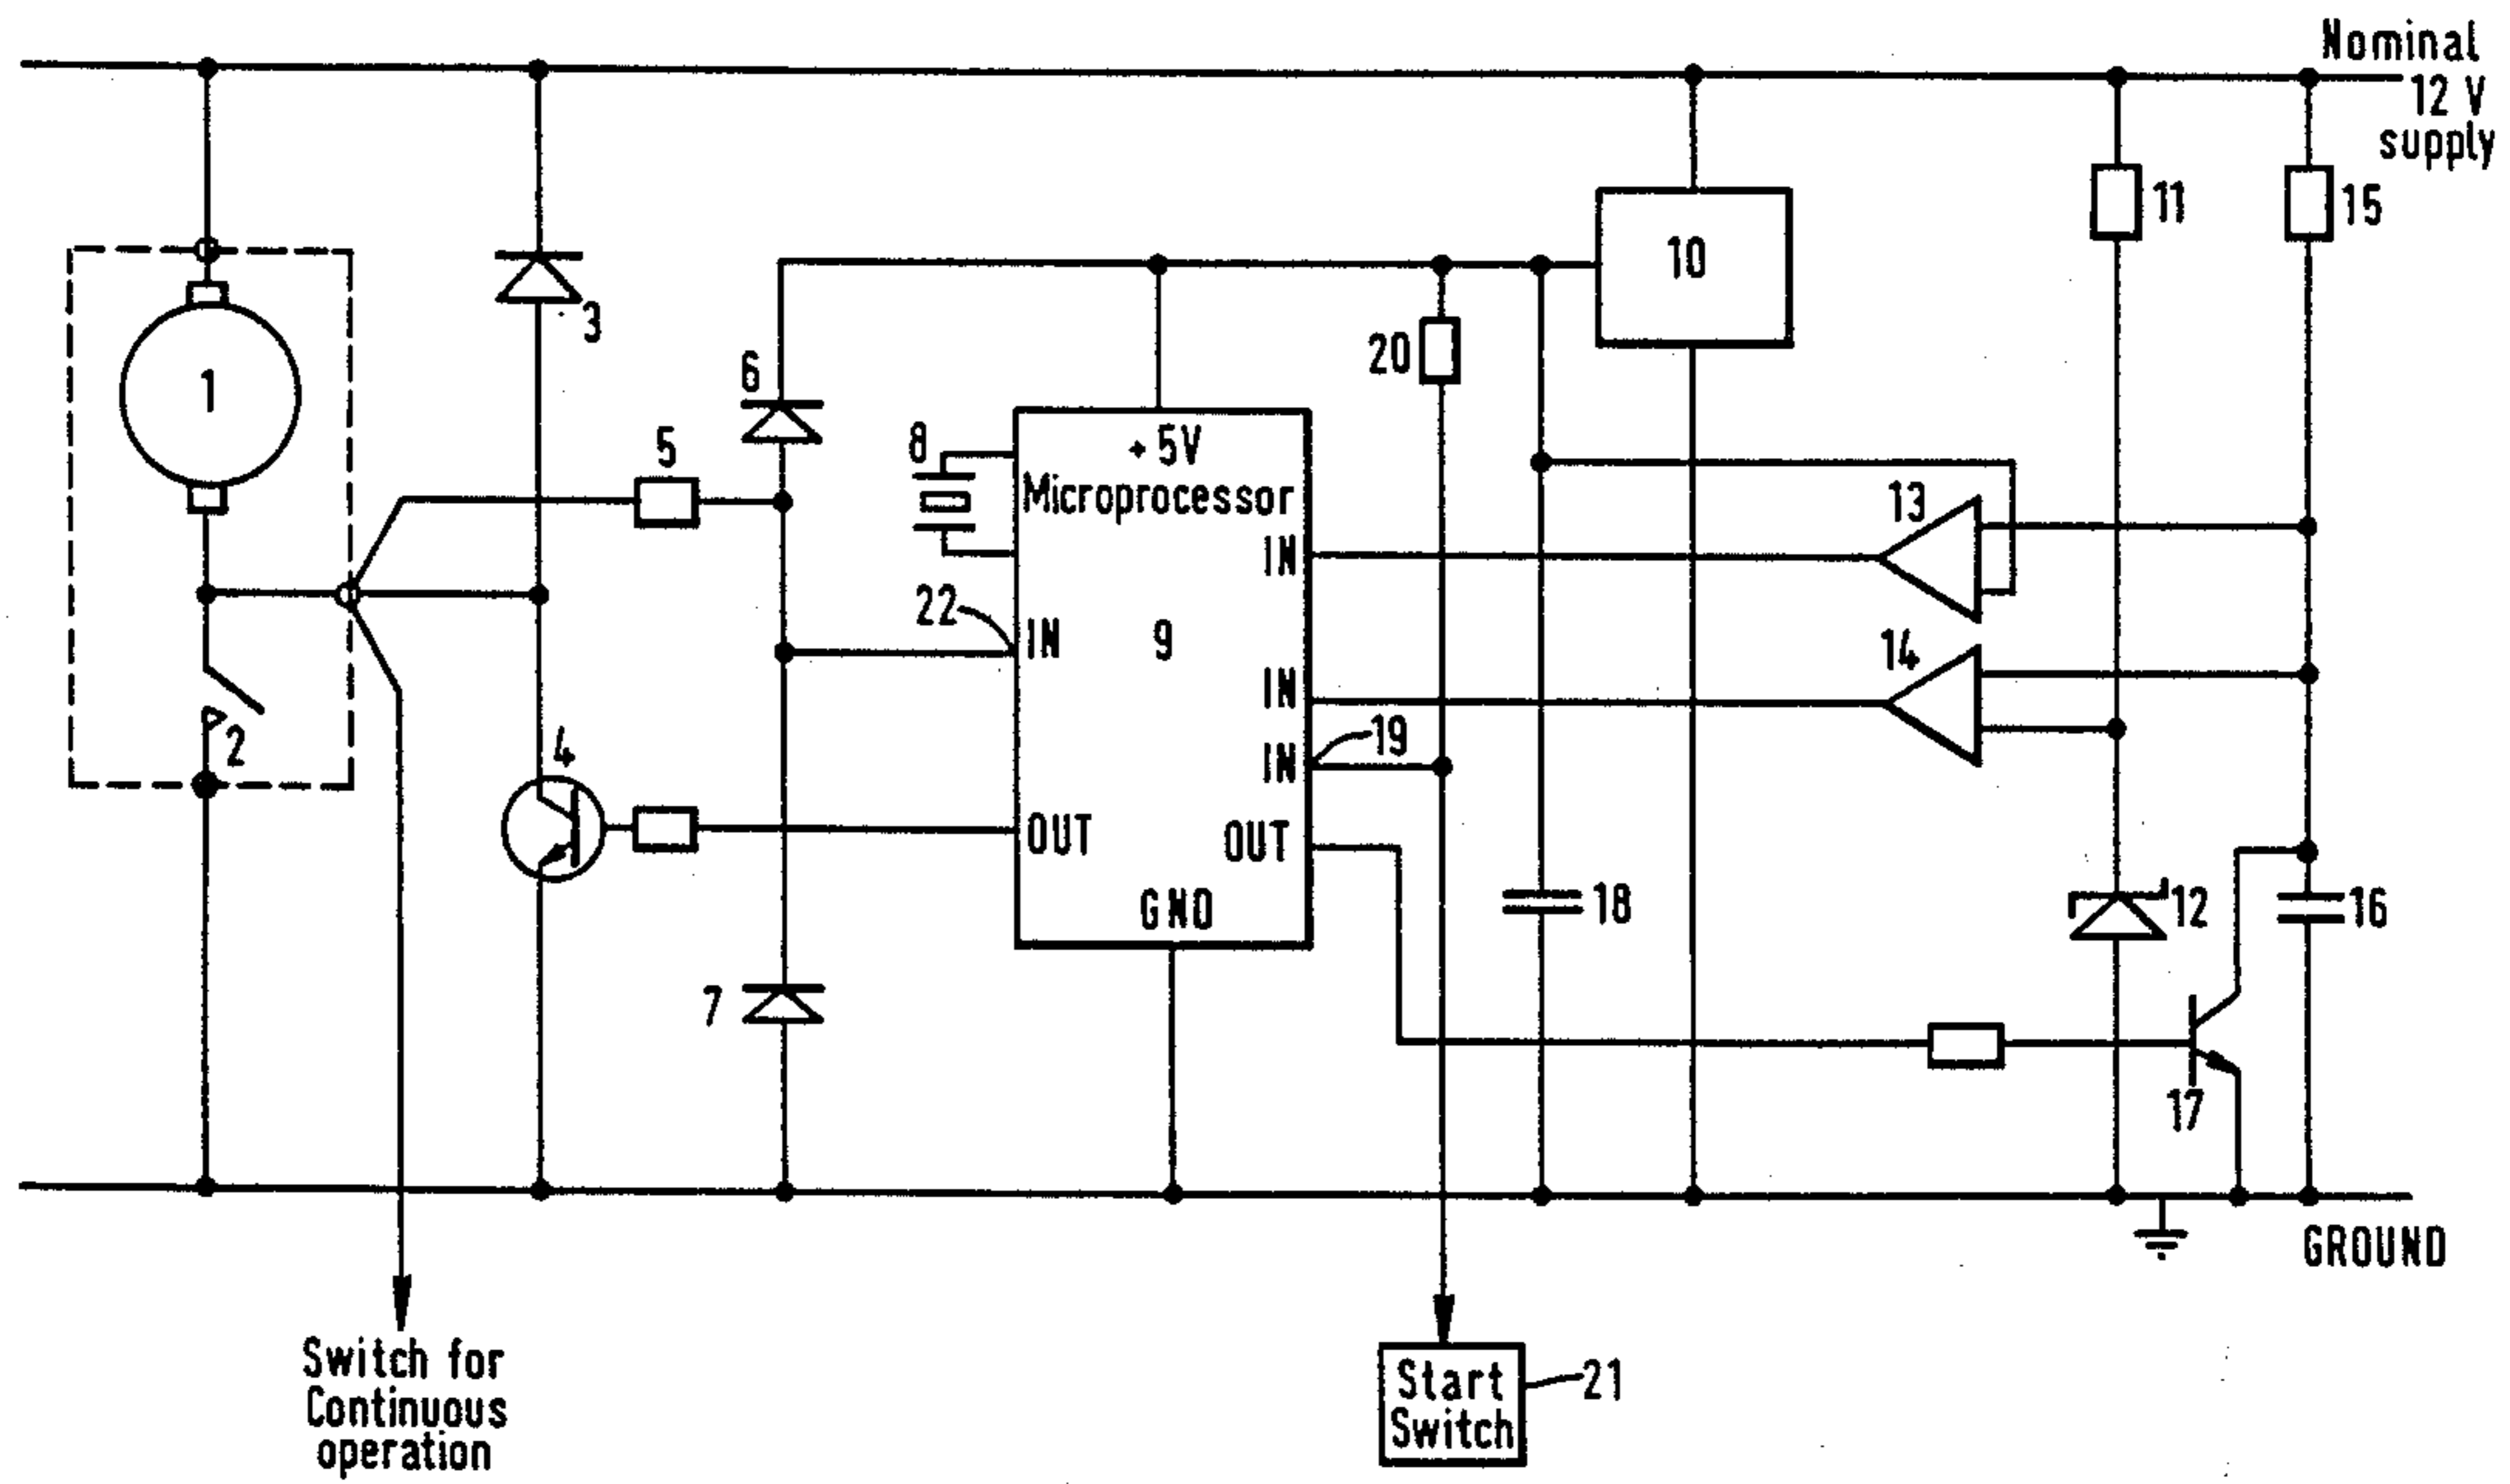 Nominal
12 V
supply
11
15
10
3
1
20
6
5
8
+5V
Microprocessor
13
IN
22
IN
9
14
IN
19
IN
2
4
OUT
OUT
GND
18
12
16
7
17
GROUND
Switch for
Continuous
operation
Start
Switch
21